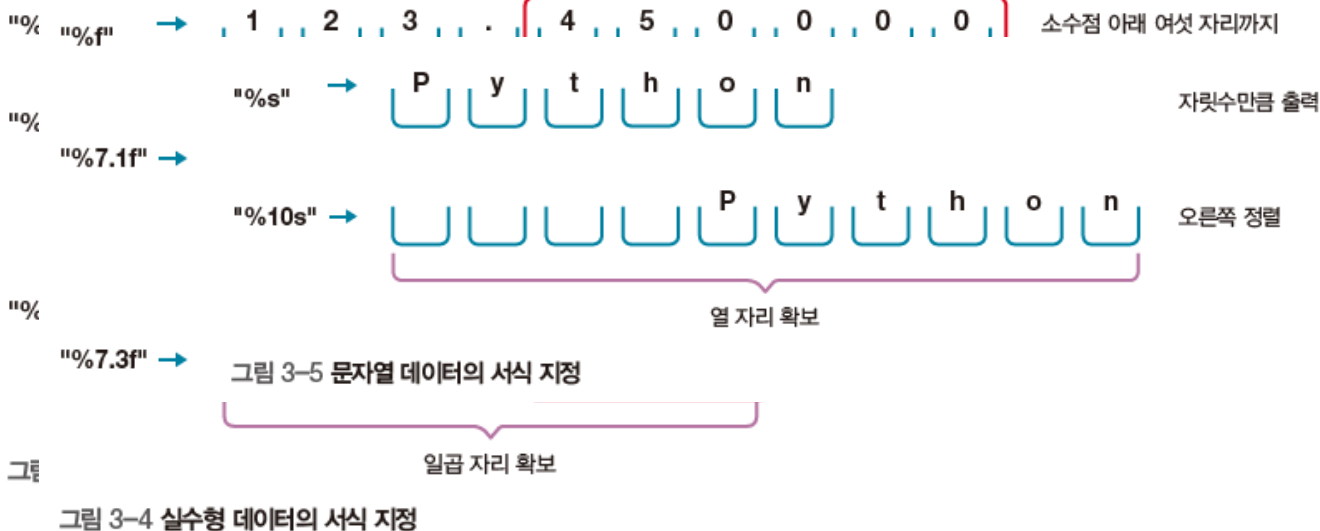 "%
"%f" → 1 2 3 . 4 5 0 0 0 0 소수점 아래 여섯 자리까지
"%s" → P y t h o n 자릿수만큼 출력
"%
"%7.1f" →
"%10s" → P y t h o n 오른쪽 정렬
열 자리 확보
"%
"%7.3f" →
그림 3-5 문자열 데이터의 서식 지정
일곱 자리 확보
그림 3-4 실수형 데이터의 서식 지정